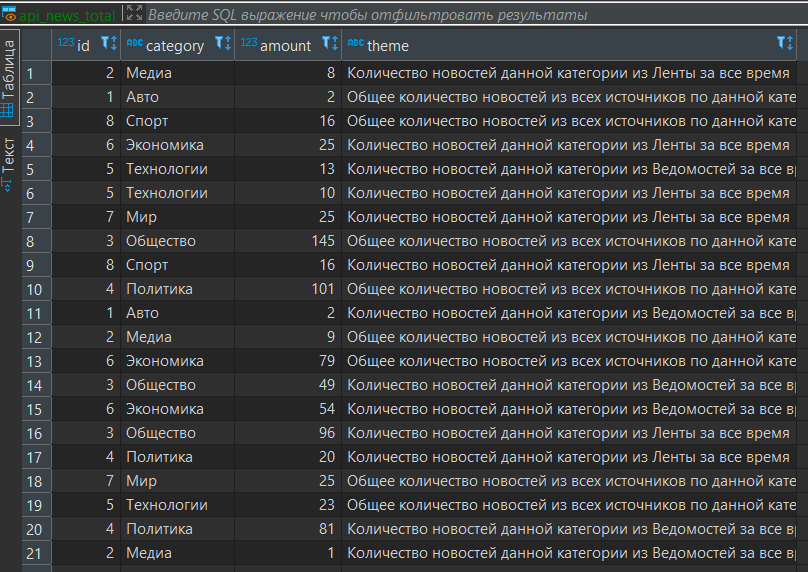 api_news_total Введите SQL выражение чтобы отфильтровать результаты
Таблица
Текст
123 id ABC category 123 amount ABC theme
1 2 Медиа 8 Количество новостей данной категории из Ленты за все время
2 1 Авто 2 Общее количество новостей из всех источников по данной кате
3 8 Спорт 16 Общее количество новостей из всех источников по данной кате
4 6 Экономика 25 Количество новостей данной категории из Ленты за все время
5 5 Технологии 13 Количество новостей данной категории из Ведомостей за все в
6 5 Технологии 10 Количество новостей данной категории из Ленты за все время
7 7 Мир 25 Количество новостей данной категории из Ленты за все время
8 3 Общество 145 Общее количество новостей из всех источников по данной кате
9 8 Спорт 16 Количество новостей данной категории из Ленты за все время
10 4 Политика 101 Общее количество новостей из всех источников по данной кате
11 1 Авто 2 Количество новостей данной категории из Ведомостей за все в
12 2 Медиа 9 Общее количество новостей из всех источников по данной кате
13 6 Экономика 79 Общее количество новостей из всех источников по данной кате
14 3 Общество 49 Количество новостей данной категории из Ведомостей за все в
15 6 Экономика 54 Количество новостей данной категории из Ведомостей за все в
16 3 Общество 96 Количество новостей данной категории из Ленты за все время
17 4 Политика 20 Количество новостей данной категории из Ленты за все время
18 7 Мир 25 Общее количество новостей из всех источников по данной кате
19 5 Технологии 23 Общее количество новостей из всех источников по данной кате
20 4 Политика 81 Количество новостей данной категории из Ведомостей за все в
21 2 Медиа 1 Количество новостей данной категории из Ведомостей за все в